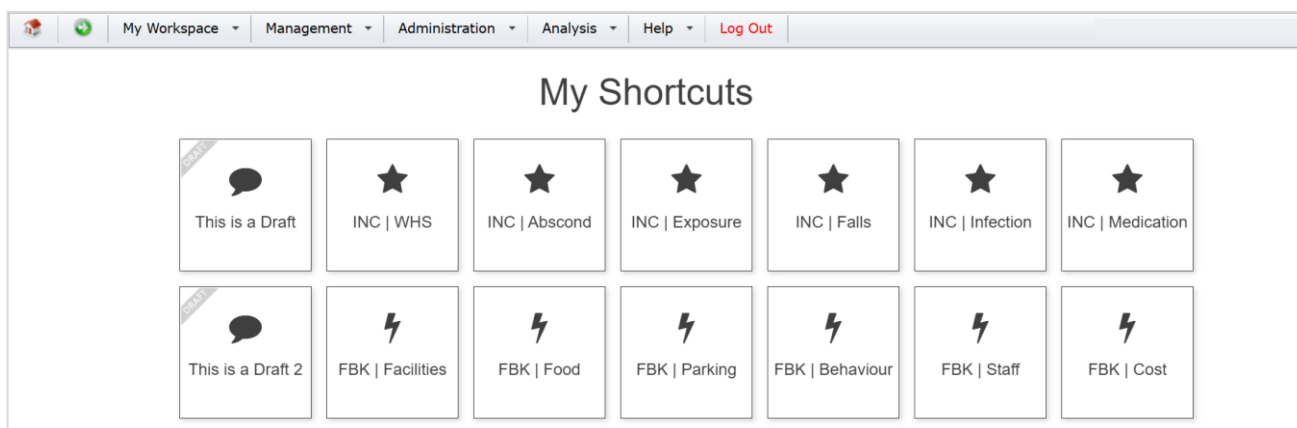 My Workspace Management Administration Analysis Help Log Out
My Shortcuts
DRAFT
This is a Draft INC | WHS INC | Abscond INC | Exposure INC | Falls INC | Infection INC | Medication
DRAFT
This is a Draft 2 FBK | Facilities FBK | Food FBK | Parking FBK | Behaviour FBK | Staff FBK | Cost